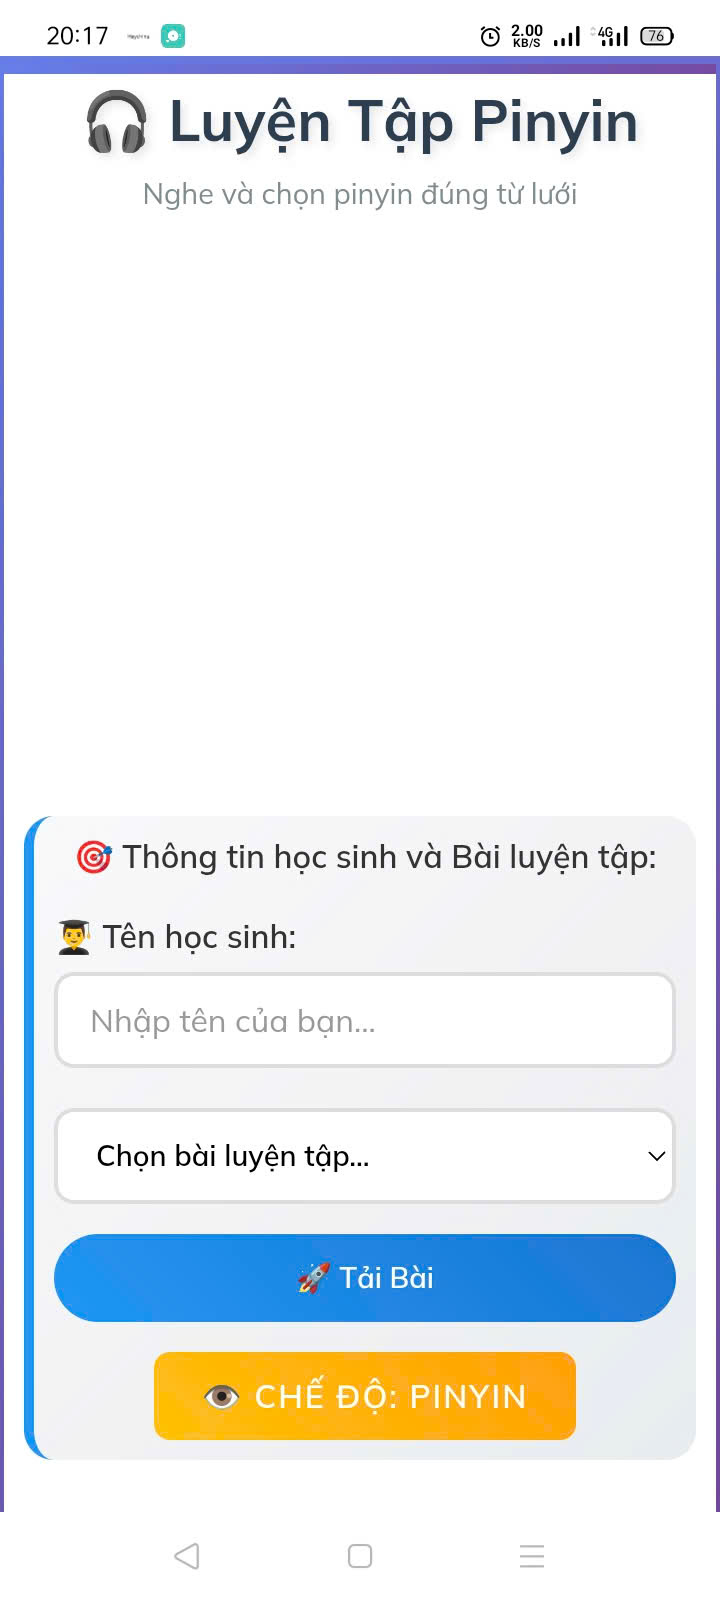 20:17
2.00
KB/S
4G
76
Luyện Tập Pinyin
Nghe và chọn pinyin đúng từ lưới
Thông tin học sinh và Bài luyện tập:
Tên học sinh:
Nhập tên của bạn...
Chọn bài luyện tập...
Tải Bài
CHẾ ĐỘ: PINYIN